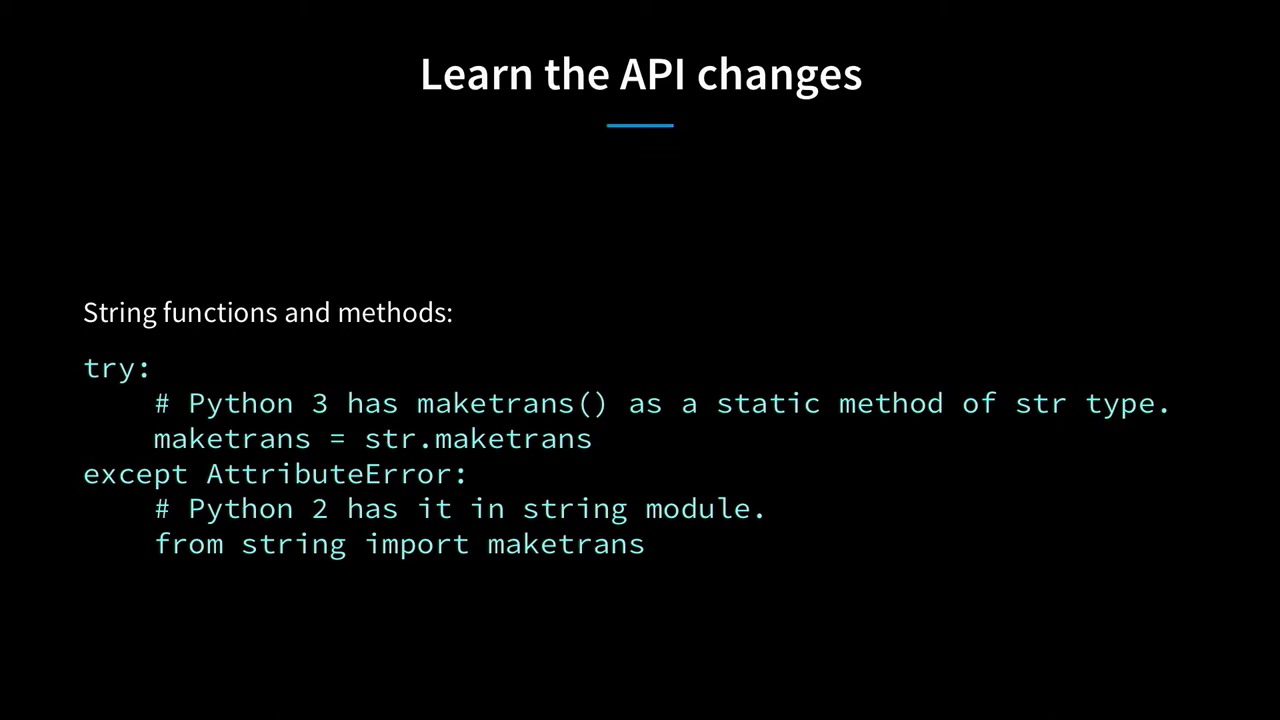 Learn the API changes
String functions and methods:
try:
    # Python 3 has maketrans() as a static method of str type.
    maketrans = str.maketrans
except AttributeError:
    # Python 2 has it in string module.
    from string import maketrans